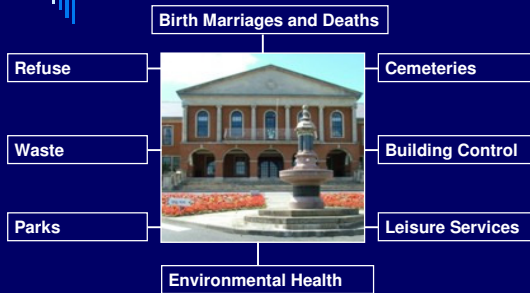 Birth Marriages and Deaths
Refuse
Cemeteries
Waste
Building Control
Parks
Leisure Services
Environmental Health